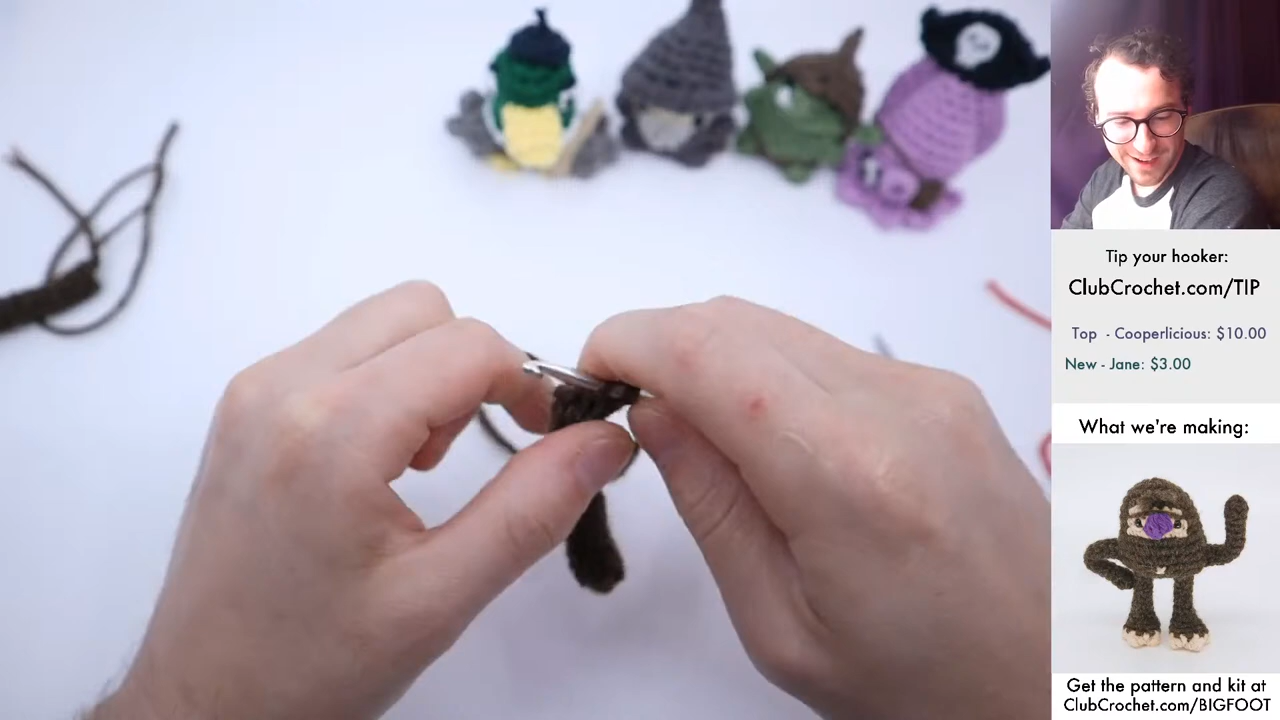 Tip your hooker:
ClubCrochet.com/TIP
Top - Cooperlicious: $10.00
New - Jane: $3.00
What we're making:
Get the pattern and kit at
ClubCrochet.com/BIGFOOT